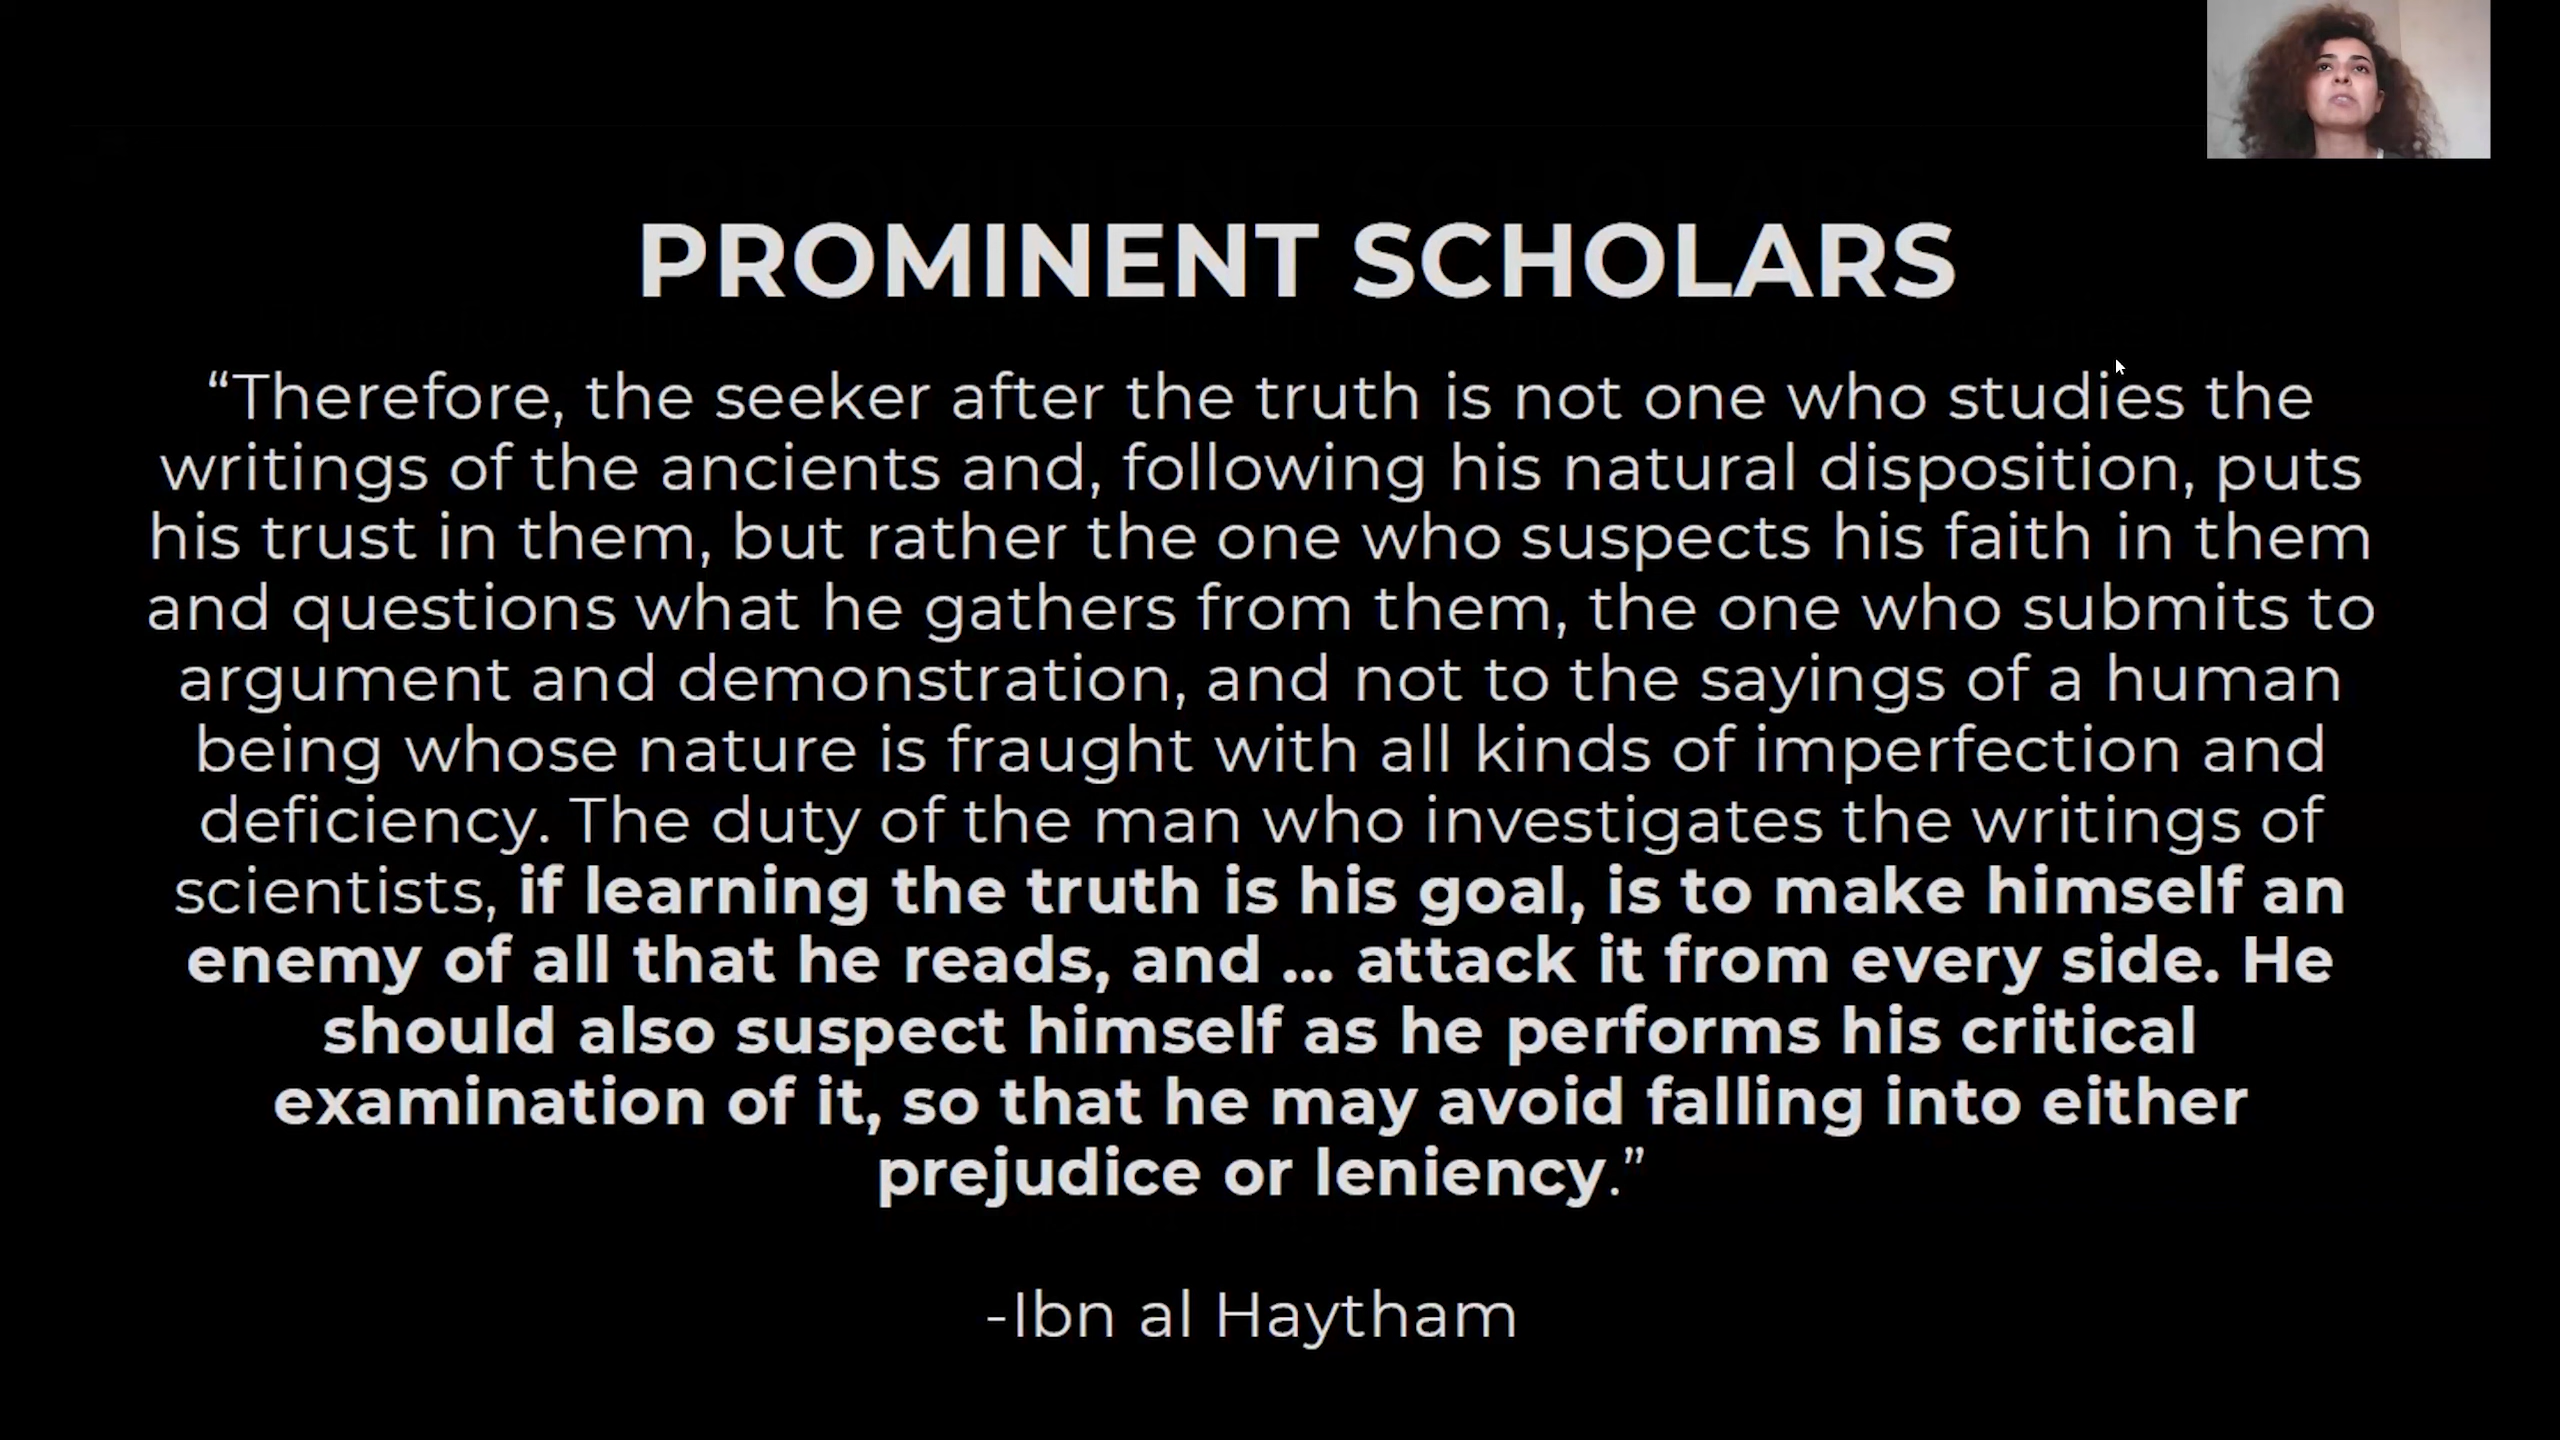 PROMINENT SCHOLARS
“Therefore, the seeker after the truth is not one who studies the
writings of the ancients and, following his natural disposition, puts
his trust in them, but rather the one who suspects his faith in them
and questions what he gathers from them, the one who submits to
argument and demonstration, and not to the sayings of a human
being whose nature is fraught with all kinds of imperfection and
deficiency. The duty of the man who investigates the writings of
scientists, if learning the truth is his goal, is to make himself an
enemy of all that he reads, and ... attack it from every side. He
should also suspect himself as he performs his critical
examination of it, so that he may avoid falling into either
prejudice or leniency.”
-Ibn al Haytham